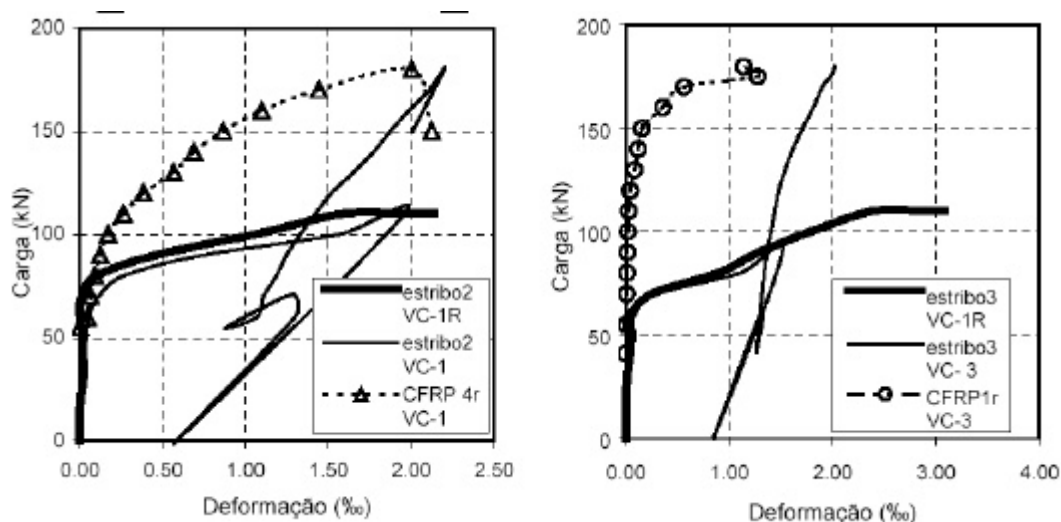 200
150
100
50
0
Carga (kN)
0.00 0.50 1.00 1.50 2.00 2.50
Deformação (‰)
estribo2
VC-1R
estribo2
VC-1
CFRP 4r
VC-1
200
150
100
50
0
Carga (kN)
0.00 1.00 2.00 3.00 4.00
Deformação (‰)
estribo3
VC-1R
estribo3
VC- 3
CFRP1r
VC-3